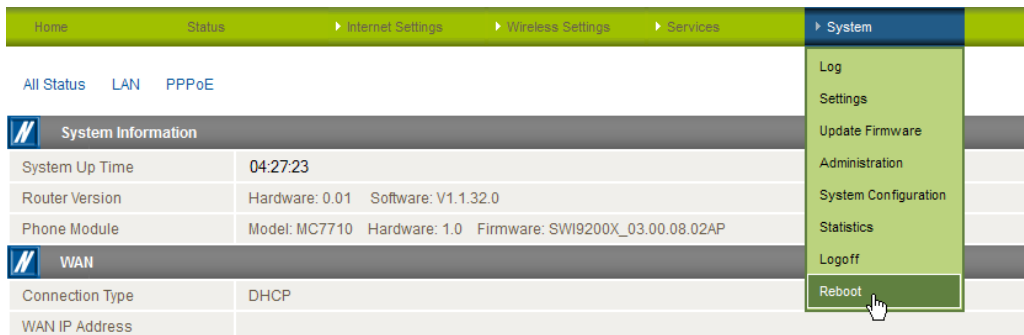 Home Status Internet Settings Wireless Settings Services System
Log
All Status LAN PPPoE
Settings
System Information
Update Firmware
System Up Time 04:27:23
Administration
Router Version Hardware: 0.01 Software: V1.1.32.0
System Configuration
Phone Module Model: MC7710 Hardware: 1.0 Firmware: SWI9200X_03.00.08.02AP
Statistics
WAN
Logoff
Connection Type DHCP
Reboot
WAN IP Address